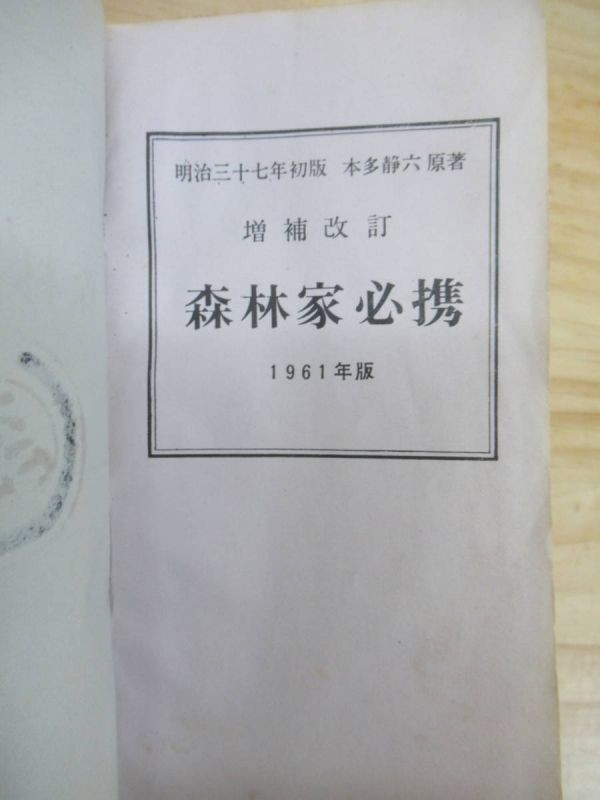 明治三十七年初版 本多静六原著
増補改訂
森林家必携
1961年版